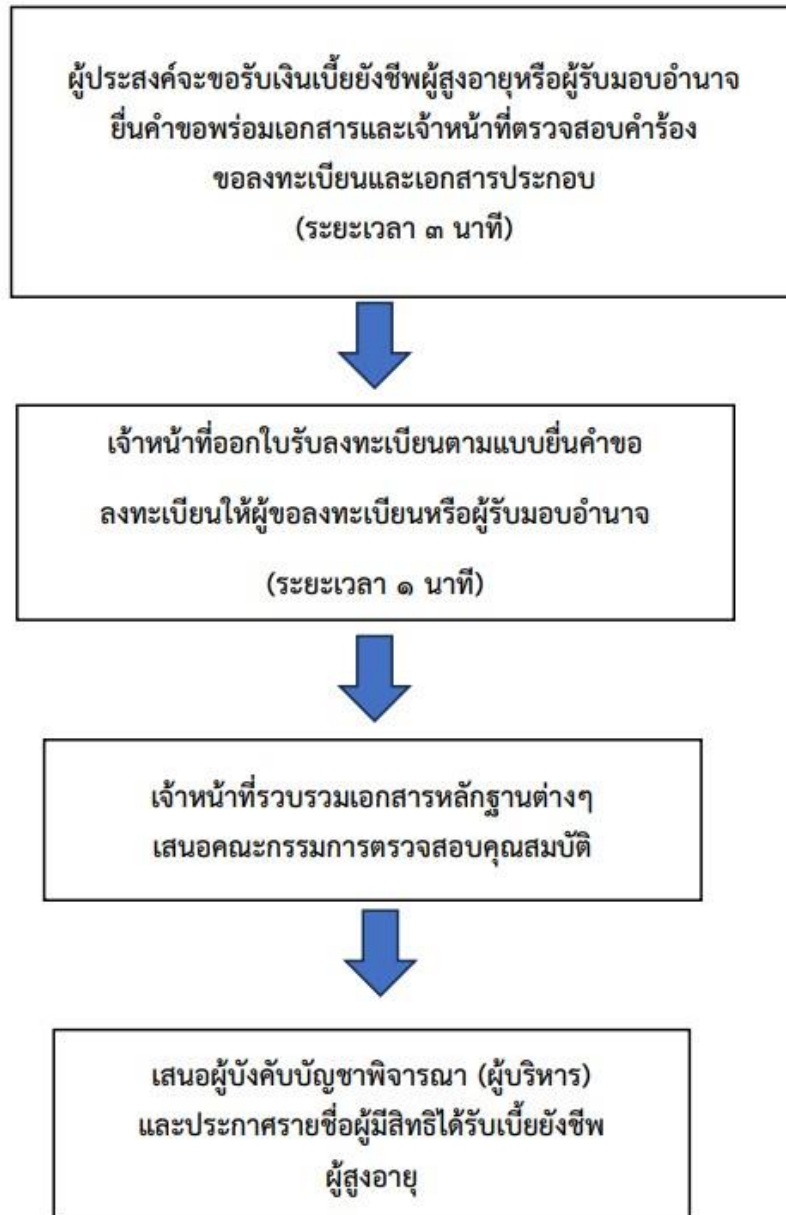 ผู้ประสงค์จะขอรับเงินเบี้ยยังชีพผู้สูงอายุหรือผู้รับมอบอำนาจ
ยื่นคำขอพร้อมเอกสารและเจ้าหน้าที่ตรวจสอบคำร้อง
ขอลงทะเบียนและเอกสารประกอบ
(ระยะเวลา ๓ นาที)
เจ้าหน้าที่ออกใบรับลงทะเบียนตามแบบยื่นคำขอ
ลงทะเบียนให้ผู้ขอลงทะเบียนหรือผู้รับมอบอำนาจ
(ระยะเวลา ๑ นาที)
เจ้าหน้าที่รวบรวมเอกสารหลักฐานต่างๆ
เสนอคณะกรรมการตรวจสอบคุณสมบัติ
เสนอผู้บังคับบัญชาพิจารณา (ผู้บริหาร)
และประกาศรายชื่อผู้มีสิทธิได้รับเบี้ยยังชีพ
ผู้สูงอายุ